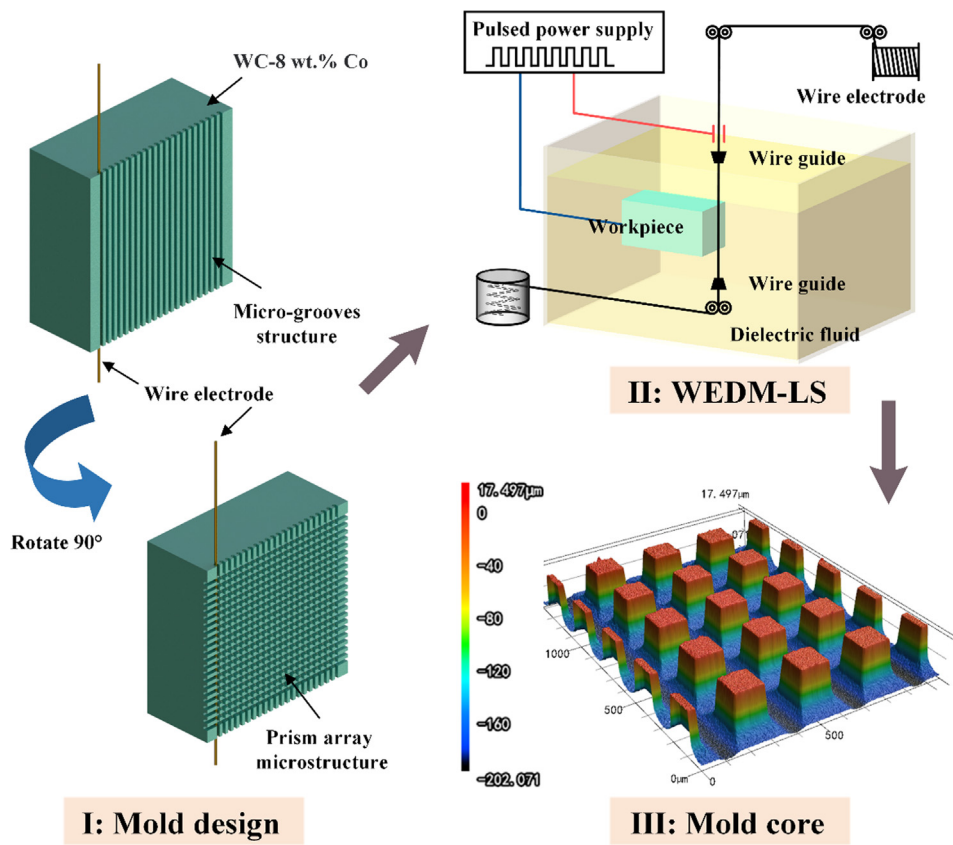 WC-8 wt.% Co
Micro-grooves
structure
Wire electrode
Rotate 90°
Prism array
microstructure
I: Mold design
Pulsed power supply
Wire electrode
Wire guide
Workpiece
Wire guide
Dielectric fluid
II: WEDM-LS
17.497μm
0
-40
-80
-120
-160
-202.071
17.497μm
1000
500
0μm
0
500
III: Mold core